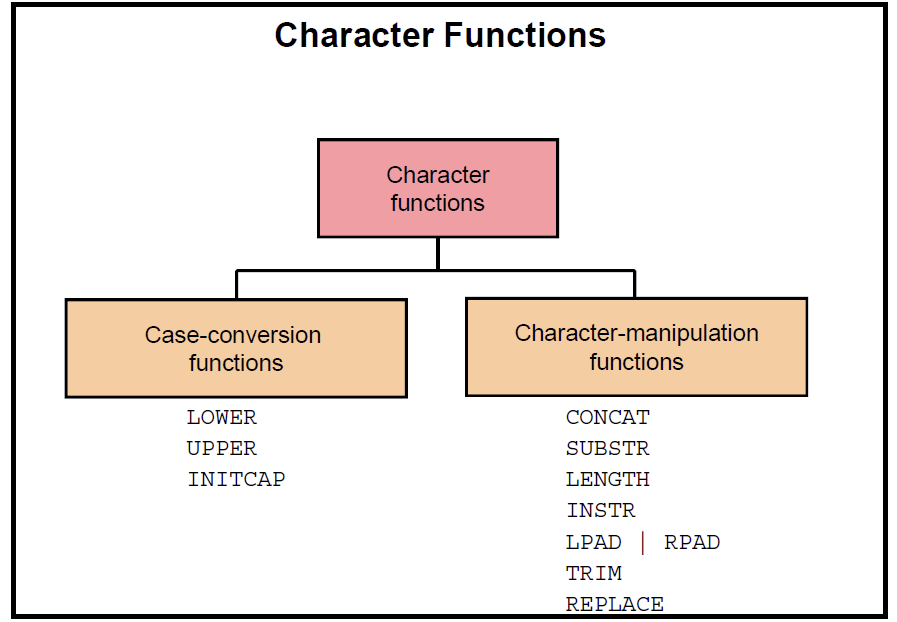 Character Functions
Character
functions
Case-conversion
functions
LOWER
UPPER
INITCAP
Character-manipulation
functions
CONCAT
SUBSTR
LENGTH
INSTR
LPAD | RPAD
TRIM
REPLACE